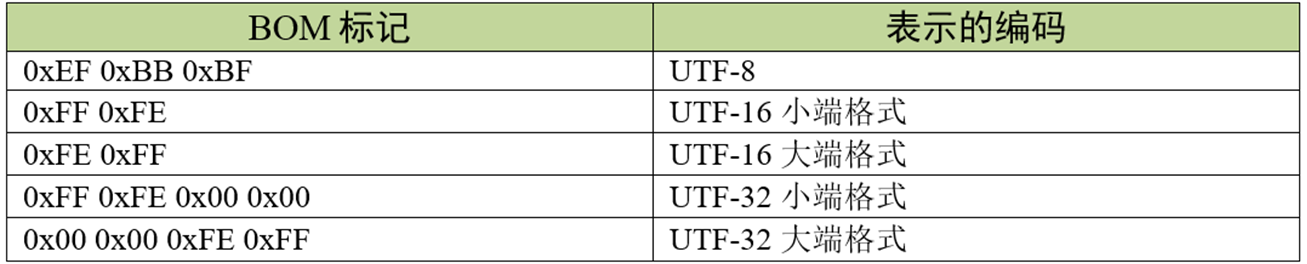 BOM 标记 表示的编码
0xEF 0xBB 0xBF UTF-8
0xFF 0xFE UTF-16 小端格式
0xFE 0xFF UTF-16 大端格式
0xFF 0xFE 0x00 0x00 UTF-32 小端格式
0x00 0x00 0xFE 0xFF UTF-32 大端格式